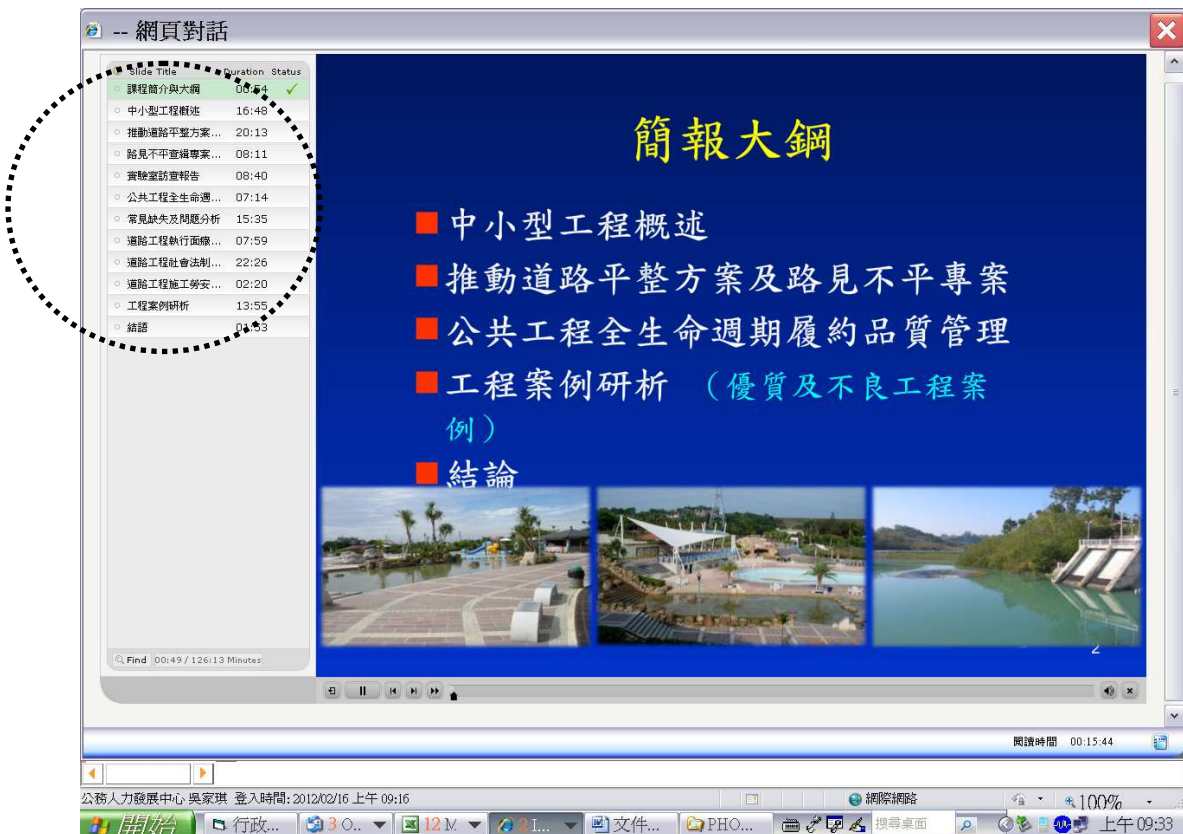 -- 網頁對話
Slide Title Duration Status
課程簡介與大綱 00:54
中小型工程概述 16:48
推動道路平整方案... 20:13
路見不平查緝專案... 08:11
實驗室訪查報告 08:40
公共工程全生命週... 07:14
常見缺失及問題分析 15:35
道路工程執行面癥... 07:59
道路工程社會法制... 22:26
道路工程施工勞安... 02:20
工程案例研析 13:55
結語 01:53
簡報大鋼
中小型工程概述
推動道路平整方案及路見不平專案
公共工程全生命週期履約品質管理
工程案例研析 (優質及不良工程案
例)
結論
2
Find 00:49 / 126:13 Minutes
閱讀時間 00:15:44
公務人力發展中心 吳家琪 登入時間: 2012/02/16 上午 09:16
網際網路
100%
開始
行政...
3 O..
12 M
2 I...
文件...
PHO...
搜尋桌面
上午 09:33